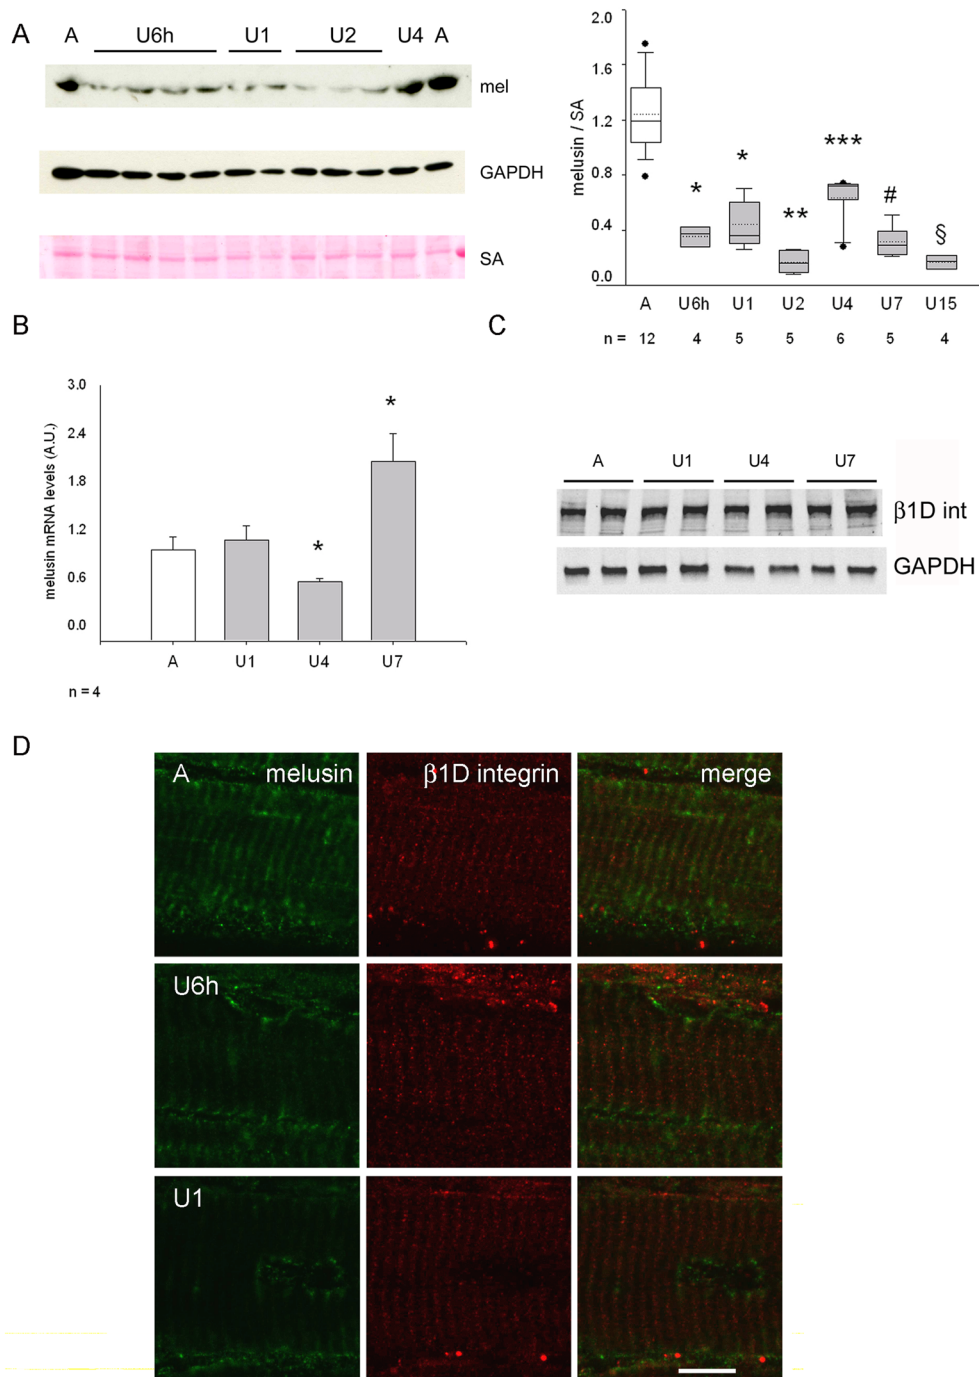 A
A U6h U1 U2 U4 A
mel
GAPDH
SA
2.0
1.6
1.2
0.8
0.4
0.0
melusin / SA
* * ** *** # §
A U6h U1 U2 U4 U7 U15
n = 12 4 5 5 6 5 4
B
3.0
2.4
1.8
1.2
0.6
0.0
melusin mRNA levels (A.U.)
* *
A U1 U4 U7
n = 4
C
A U1 U4 U7
β1D int
GAPDH
D
A melusin β1D integrin merge
U6h
U1